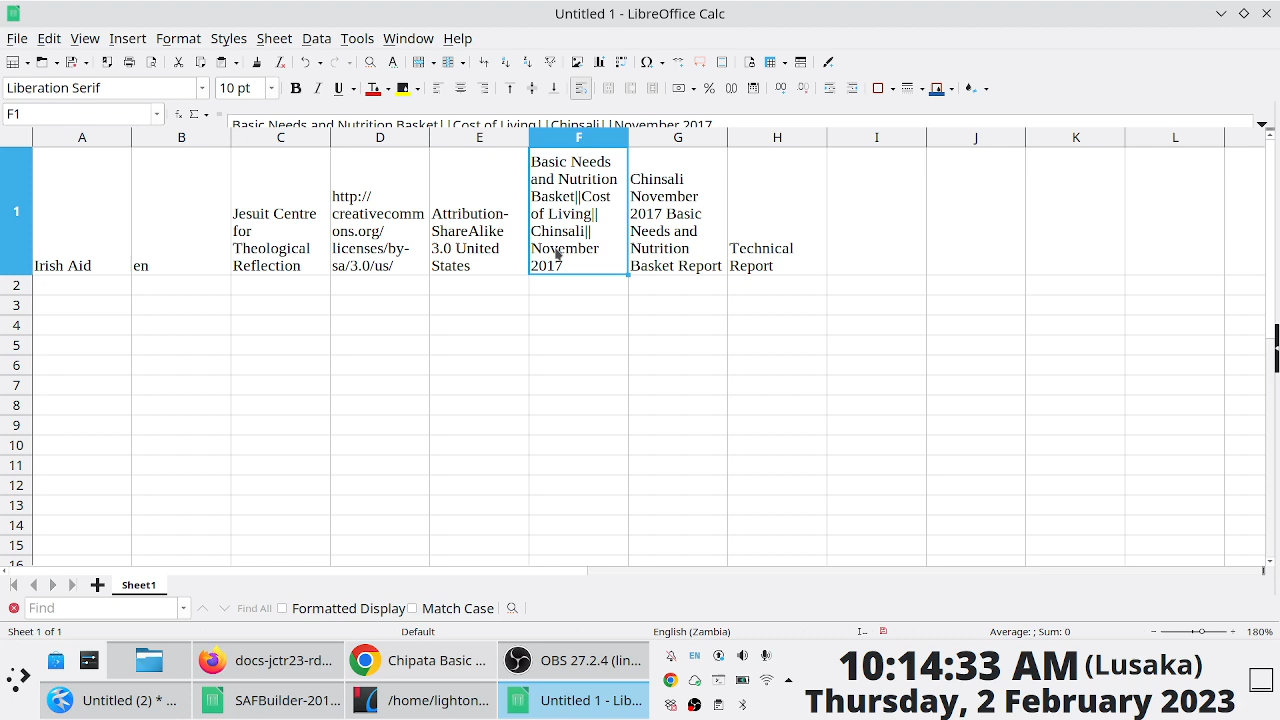 Untitled 1 - LibreOffice Calc
File Edit View Insert Format Styles Sheet Data Tools Window Help
Liberation Serif 10 pt
F1 Basic Needs and Nutrition Basket||Cost of Living||Chinsali||November 2017
A B C D E F G H I J K L
1
Irish Aid
en
Jesuit Centre
for
Theological
Reflection
http://
creativecomm
ons.org/
licenses/by-
sa/3.0/us/
Attribution-
ShareAlike
3.0 United
States
Basic Needs
and Nutrition
Basket||Cost
of Living||
Chinsali||
November
2017
Chinsali
November
2017 Basic
Needs and
Nutrition
Basket Report
Technical
Report
2
3
4
5
6
7
8
9
10
11
12
13
14
15
16
Sheet1
Find Find All Formatted Display Match Case
Sheet 1 of 1 Default English (Zambia) Average: ; Sum: 0 180%
docs-jctr23-rd... Chipata Basic ... OBS 27.2.4 (lin... EN
Untitled (2) * ... SAFBuilder-201... /home/lighton... Untitled 1 - Lib...
10:14:33 AM (Lusaka)
Thursday, 2 February 2023